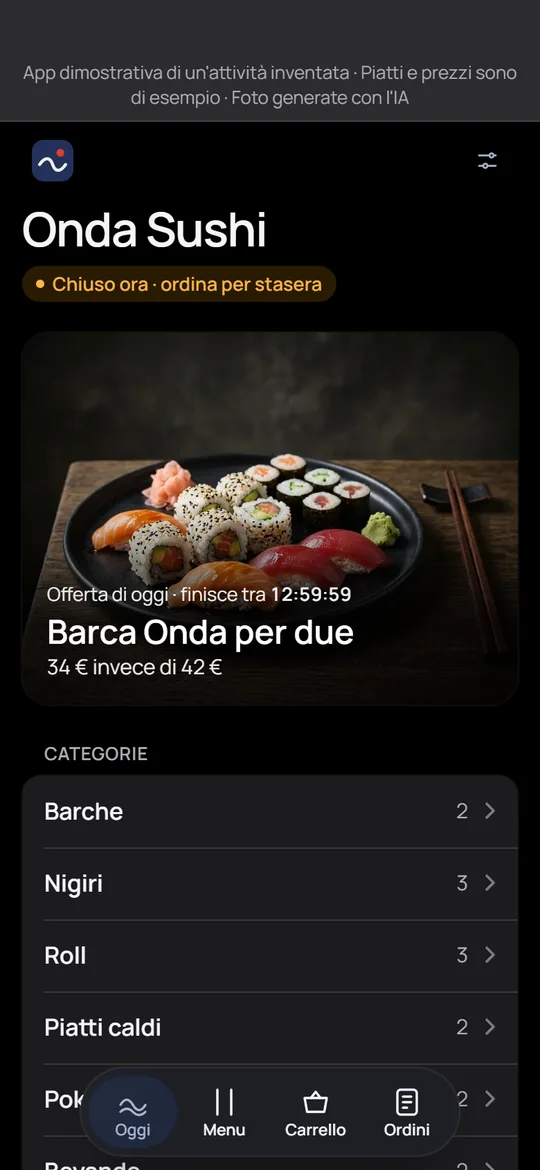 App dimostrativa di un'attività inventata · Piatti e prezzi sono
di esempio · Foto generate con l'IA
Onda Sushi
Chiuso ora · ordina per stasera
Offerta di oggi · finisce tra 12:59:59
Barca Onda per due
34 € invece di 42 €
CATEGORIE
Barche 2
Nigiri 3
Roll 3
Piatti caldi 2
2
Oggi Menu Carrello Ordini